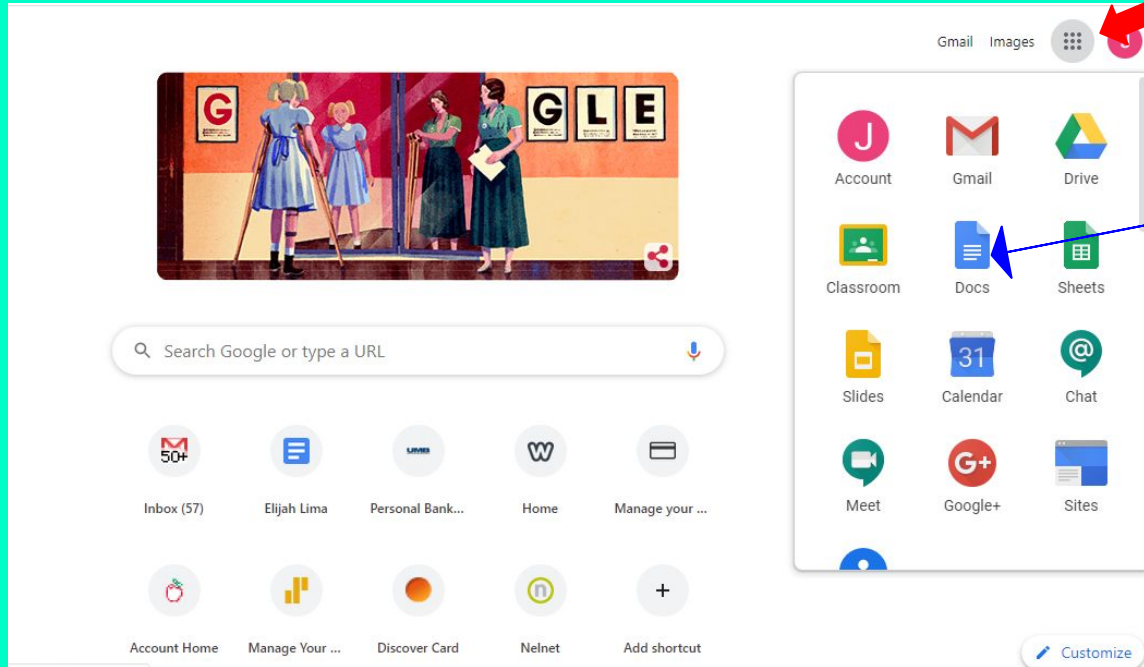 Gmail Images
J
G GLE
Search Google or type a URL
50+
UMB
Inbox (57) Elijah Lima Personal Bank... Home Manage your ...
n
Account Home Manage Your ... Discover Card Nelnet Add shortcut
J
Account Gmail Drive
Classroom Docs Sheets
31
@
Slides Calendar Chat
G+
Meet Google+ Sites
Customize